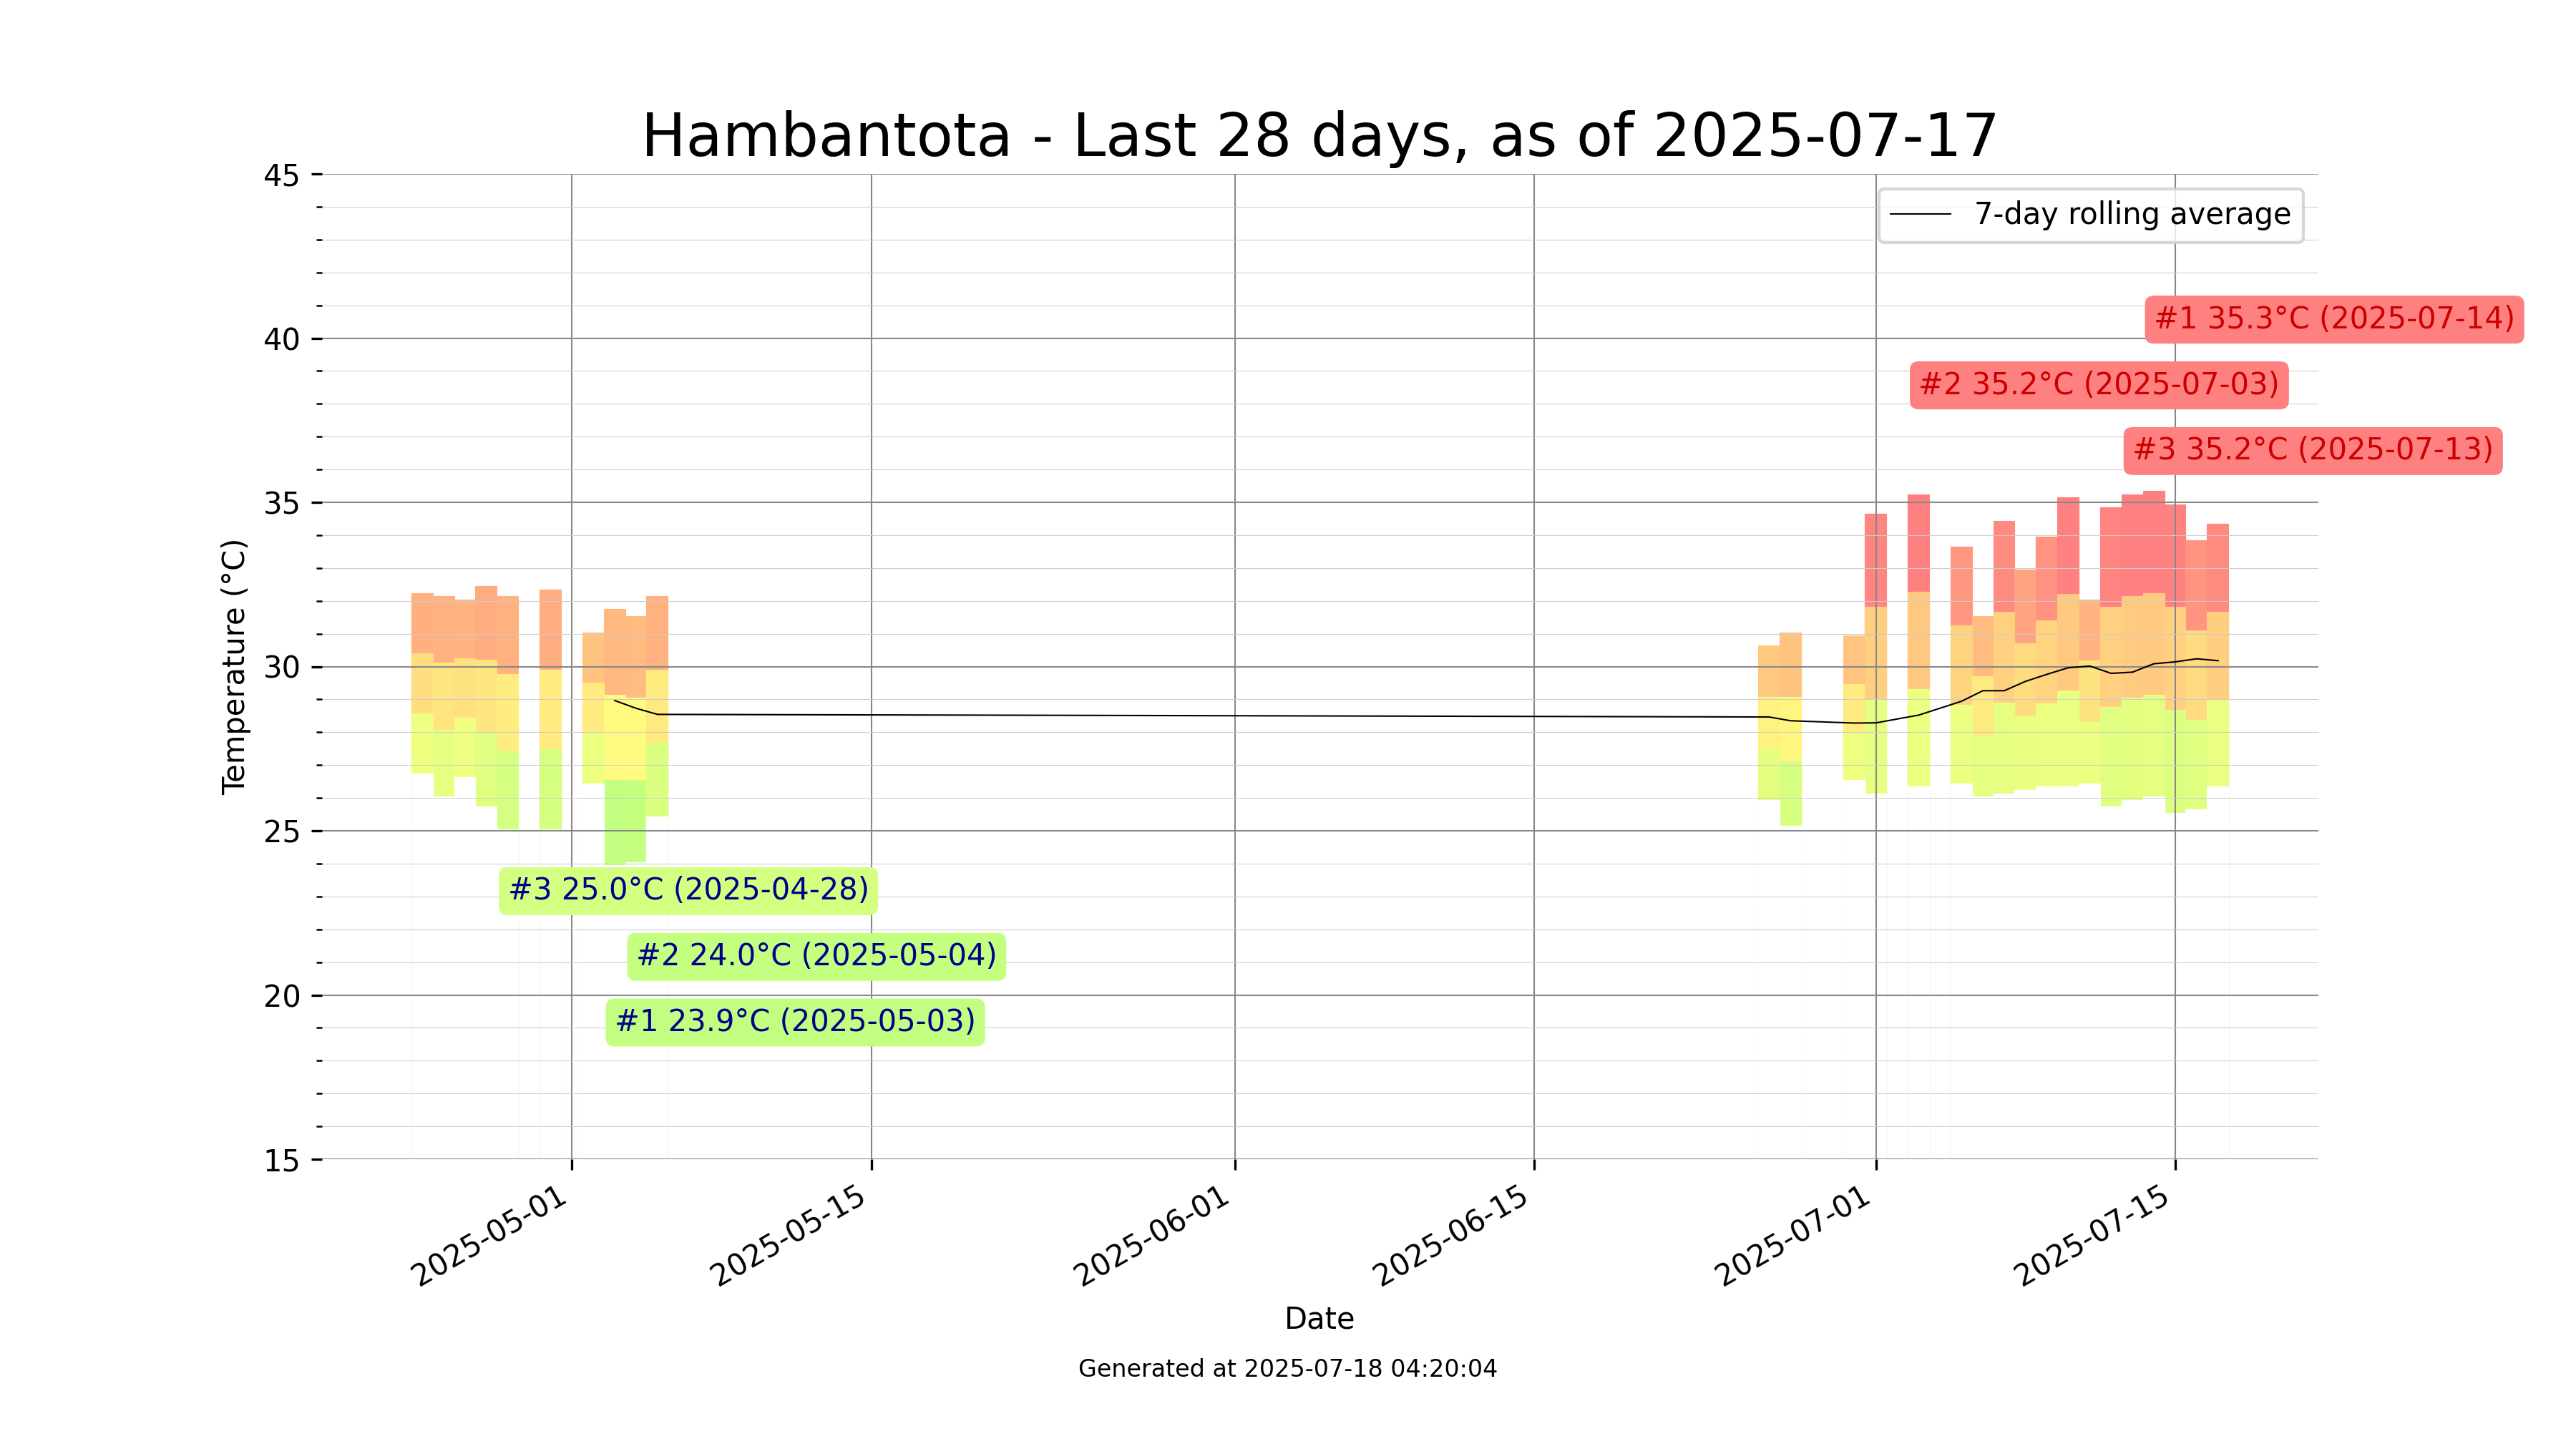 Hambantota - Last 28 days, as of 2025-07-17
45
40
35
30
25
20
15
Temperature (°C)
7-day rolling average
#1 35.3°C (2025-07-14)
#2 35.2°C (2025-07-03)
#3 35.2°C (2025-07-13)
#3 25.0°C (2025-04-28)
#2 24.0°C (2025-05-04)
#1 23.9°C (2025-05-03)
2025-05-01
2025-05-15
2025-06-01
2025-06-15
2025-07-01
2025-07-15
Date
Generated at 2025-07-18 04:20:04